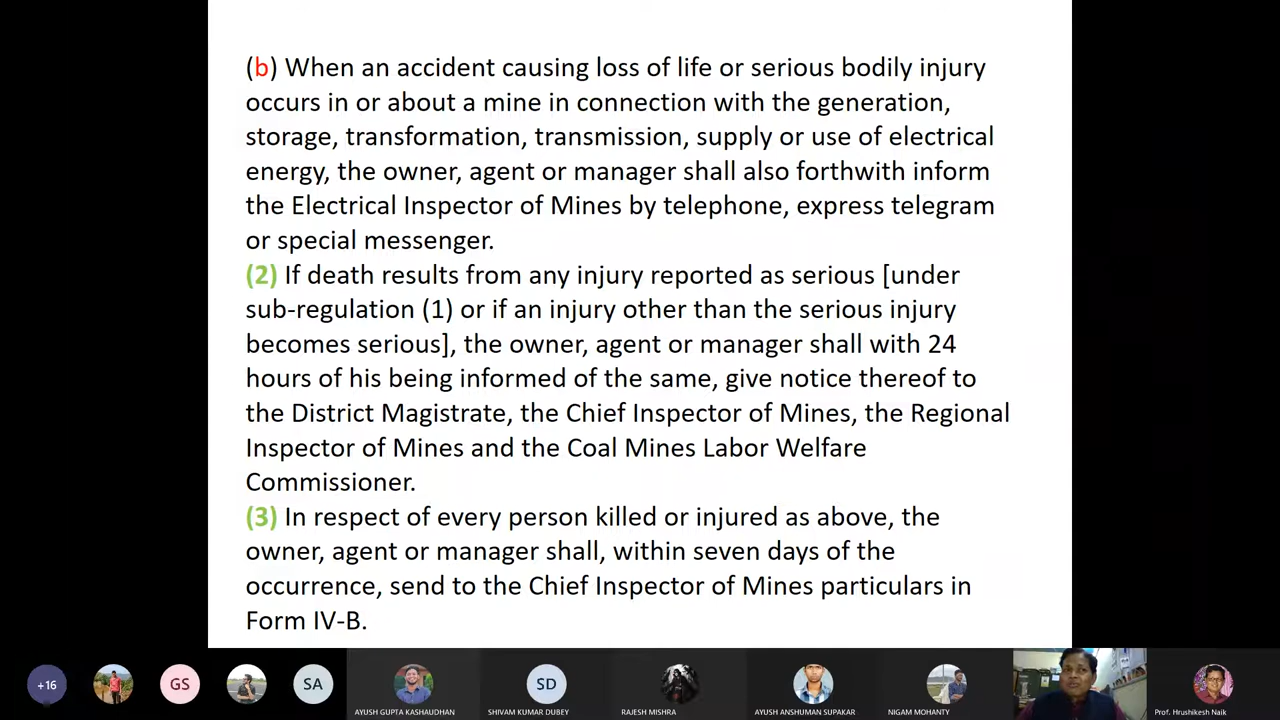 (b) When an accident causing loss of life or serious bodily injury
occurs in or about a mine in connection with the generation,
storage, transformation, transmission, supply or use of electrical
energy, the owner, agent or manager shall also forthwith inform
the Electrical Inspector of Mines by telephone, express telegram
or special messenger.
(2) If death results from any injury reported as serious [under
sub-regulation (1) or if an injury other than the serious injury
becomes serious], the owner, agent or manager shall with 24
hours of his being informed of the same, give notice thereof to
the District Magistrate, the Chief Inspector of Mines, the Regional
Inspector of Mines and the Coal Mines Labor Welfare
Commissioner.
(3) In respect of every person killed or injured as above, the
owner, agent or manager shall, within seven days of the
occurrence, send to the Chief Inspector of Mines particulars in
Form IV-B.
+16 GS SA SD
AYUSH GUPTA KASHAUDHAN SHIVAM KUMAR DUBEY RAJESH MISHRA AYUSH ANSHUMAN SUPAKAR NIGAM MOHANTY Prof. Hrushikesh Naik